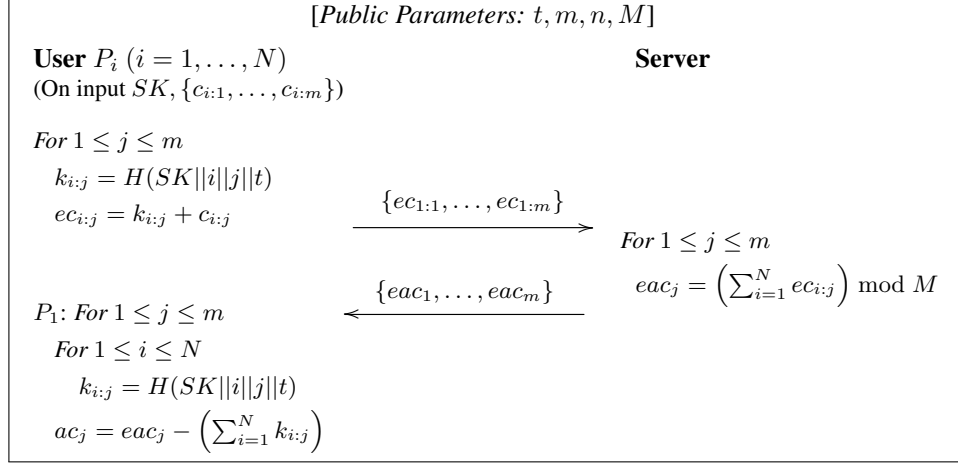 [Public Parameters: t, m, n, M]
User P_i (i = 1, . . . , N) Server
(On input SK, {c_{i:1}, . . . , c_{i:m}})
For 1 ≤ j ≤ m
k_{i:j} = H(SK||i||j||t)
{ec_{1:1}, . . . , ec_{1:m}}
ec_{i:j} = k_{i:j} + c_{i:j}
For 1 ≤ j ≤ m
{eac_1, . . . , eac_m}
eac_j = (∑_{i=1}^{N} ec_{i:j}) mod M
P_1: For 1 ≤ j ≤ m
For 1 ≤ i ≤ N
k_{i:j} = H(SK||i||j||t)
ac_j = eac_j − (∑_{i=1}^{N} k_{i:j})